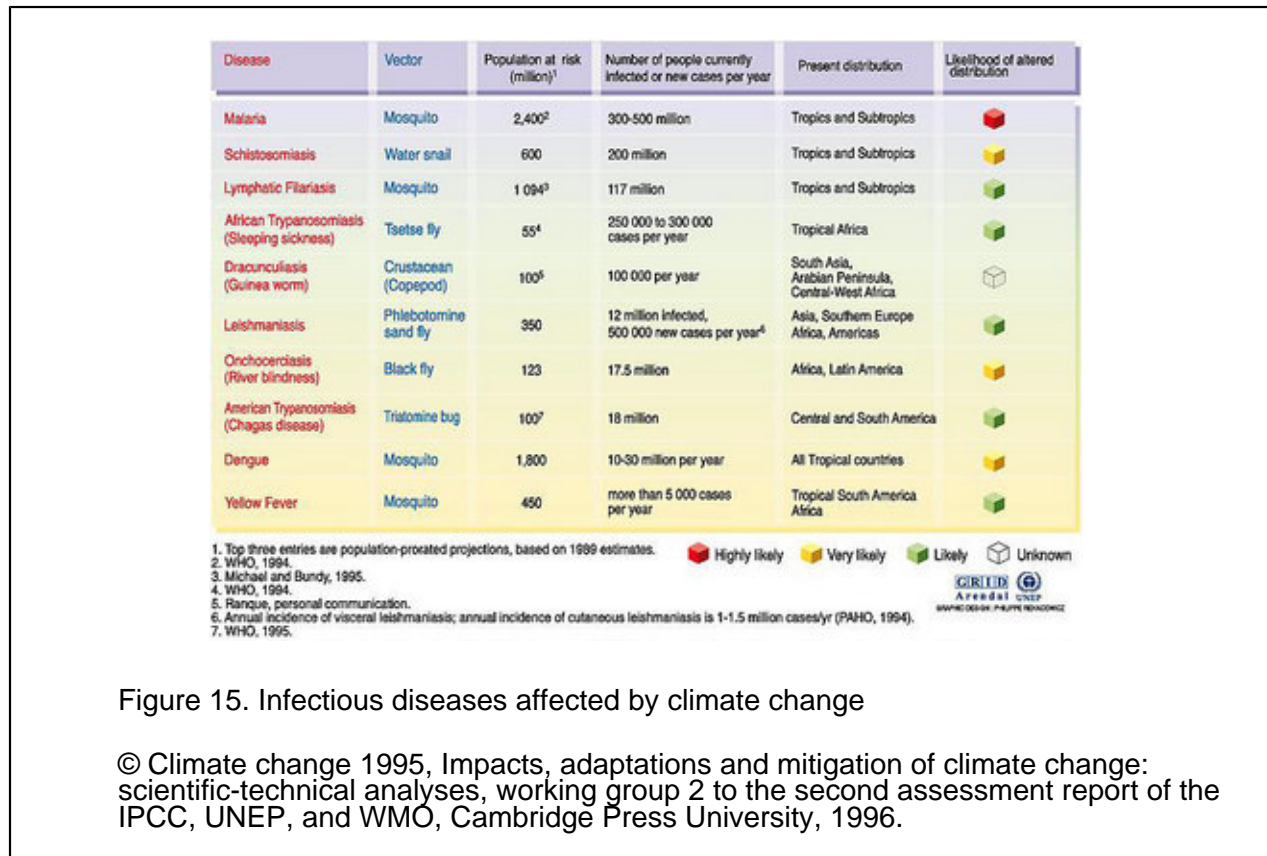 Disease Vector Population at risk (million)¹ Number of people currently infected or new cases per year Present distribution Likelihood of altered distribution
Malaria Mosquito 2,400² 300-500 million Tropics and Subtropics
Schistosomiasis Water snail 600 200 million Tropics and Subtropics
Lymphatic Filariasis Mosquito 1 094³ 117 million Tropics and Subtropics
African Trypanosomiasis (Sleeping sickness) Tsetse fly 55⁴ 250 000 to 300 000 cases per year Tropical Africa
Dracunculiasis (Guinea worm) Crustacean (Copepod) 100⁵ 100 000 per year South Asia, Arabian Peninsula, Central-West Africa
Leishmaniasis Phlebotomine sand fly 350 12 million infected, 500 000 new cases per year⁶ Asia, Southern Europe Africa, Americas
Onchocerciasis (River blindness) Black fly 123 17.5 million Africa, Latin America
American Trypanosomiasis (Chagas disease) Triatomine bug 100⁷ 18 million Central and South America
Dengue Mosquito 1,800 10-30 million per year All Tropical countries
Yellow Fever Mosquito 450 more than 5 000 cases per year Tropical South America Africa
1. Top three entries are population-prorated projections, based on 1989 estimates.
2. WHO, 1994.
3. Michael and Bundy, 1995.
4. WHO, 1994.
5. Ranque, personal communication.
6. Annual incidence of visceral leishmaniasis; annual incidence of cutaneous leishmaniasis is 1-1.5 million cases/yr (PAHO, 1994).
7. WHO, 1995.
Highly likely Very likely Likely Unknown
GRID
Arendal UNEP
GRAPHIC DESIGN: PHILIPPE REKACEWICZ
Figure 15. Infectious diseases affected by climate change
© Climate change 1995, Impacts, adaptations and mitigation of climate change:
scientific-technical analyses, working group 2 to the second assessment report of the
IPCC, UNEP, and WMO, Cambridge Press University, 1996.